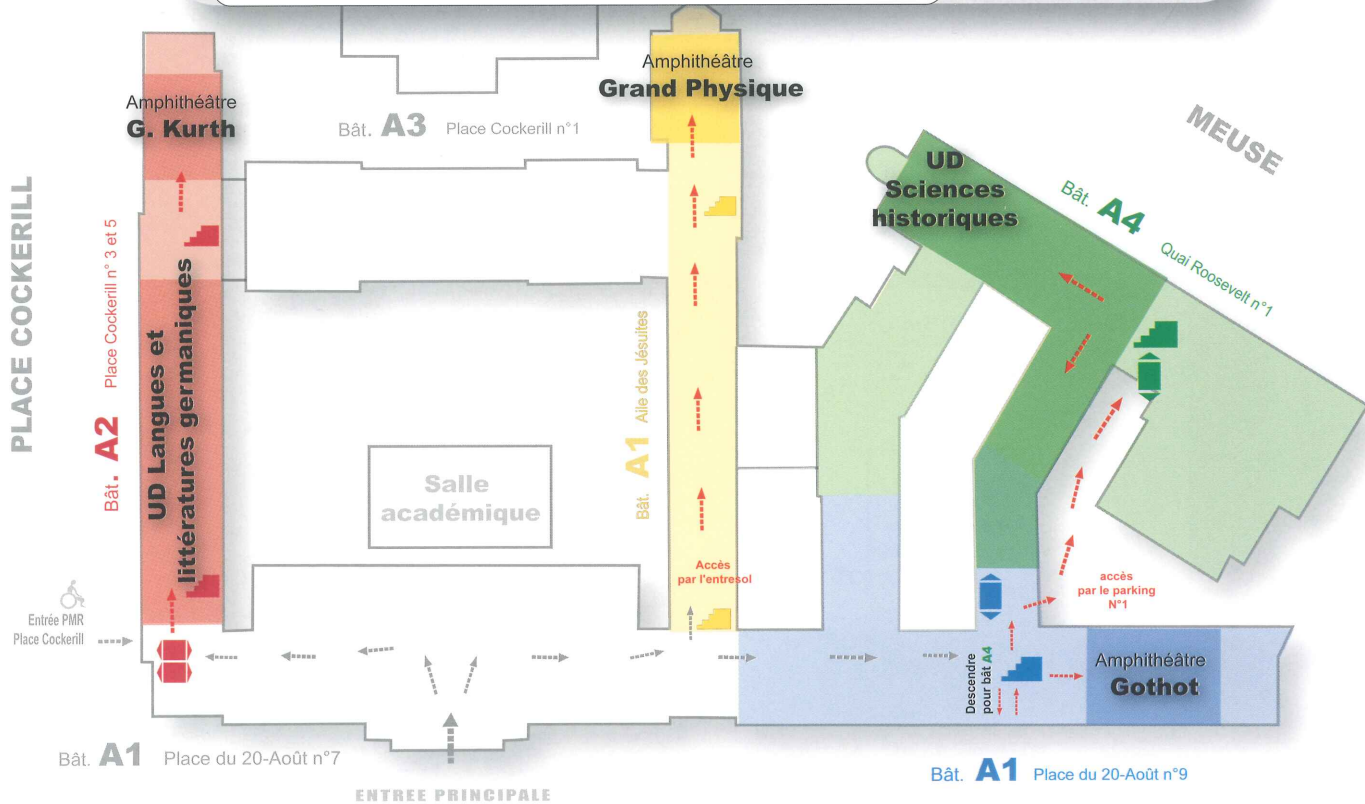 Amphithéâtre
G. Kurth
Bât. A3 Place Cockerill n°1
Amphithéâtre
Grand Physique
MEUSE
UD
Sciences
historiques
Bât. A4 Quai Roosevelt n°1
PLACE COCKERILL
Bât. A2 Place Cockerill n° 3 et 5
UD Langues et
littératures germaniques
Bât. A1 Aile des Jésuites
Salle
académique
Accès
par l'entresol
accès
par le parking
N°1
Entrée PMR
Place Cockerill
Descendre
pour bât A4
Amphithéâtre
Gothot
Bât. A1 Place du 20-Août n°7
Bât. A1 Place du 20-Août n°9
ENTREE PRINCIPALE